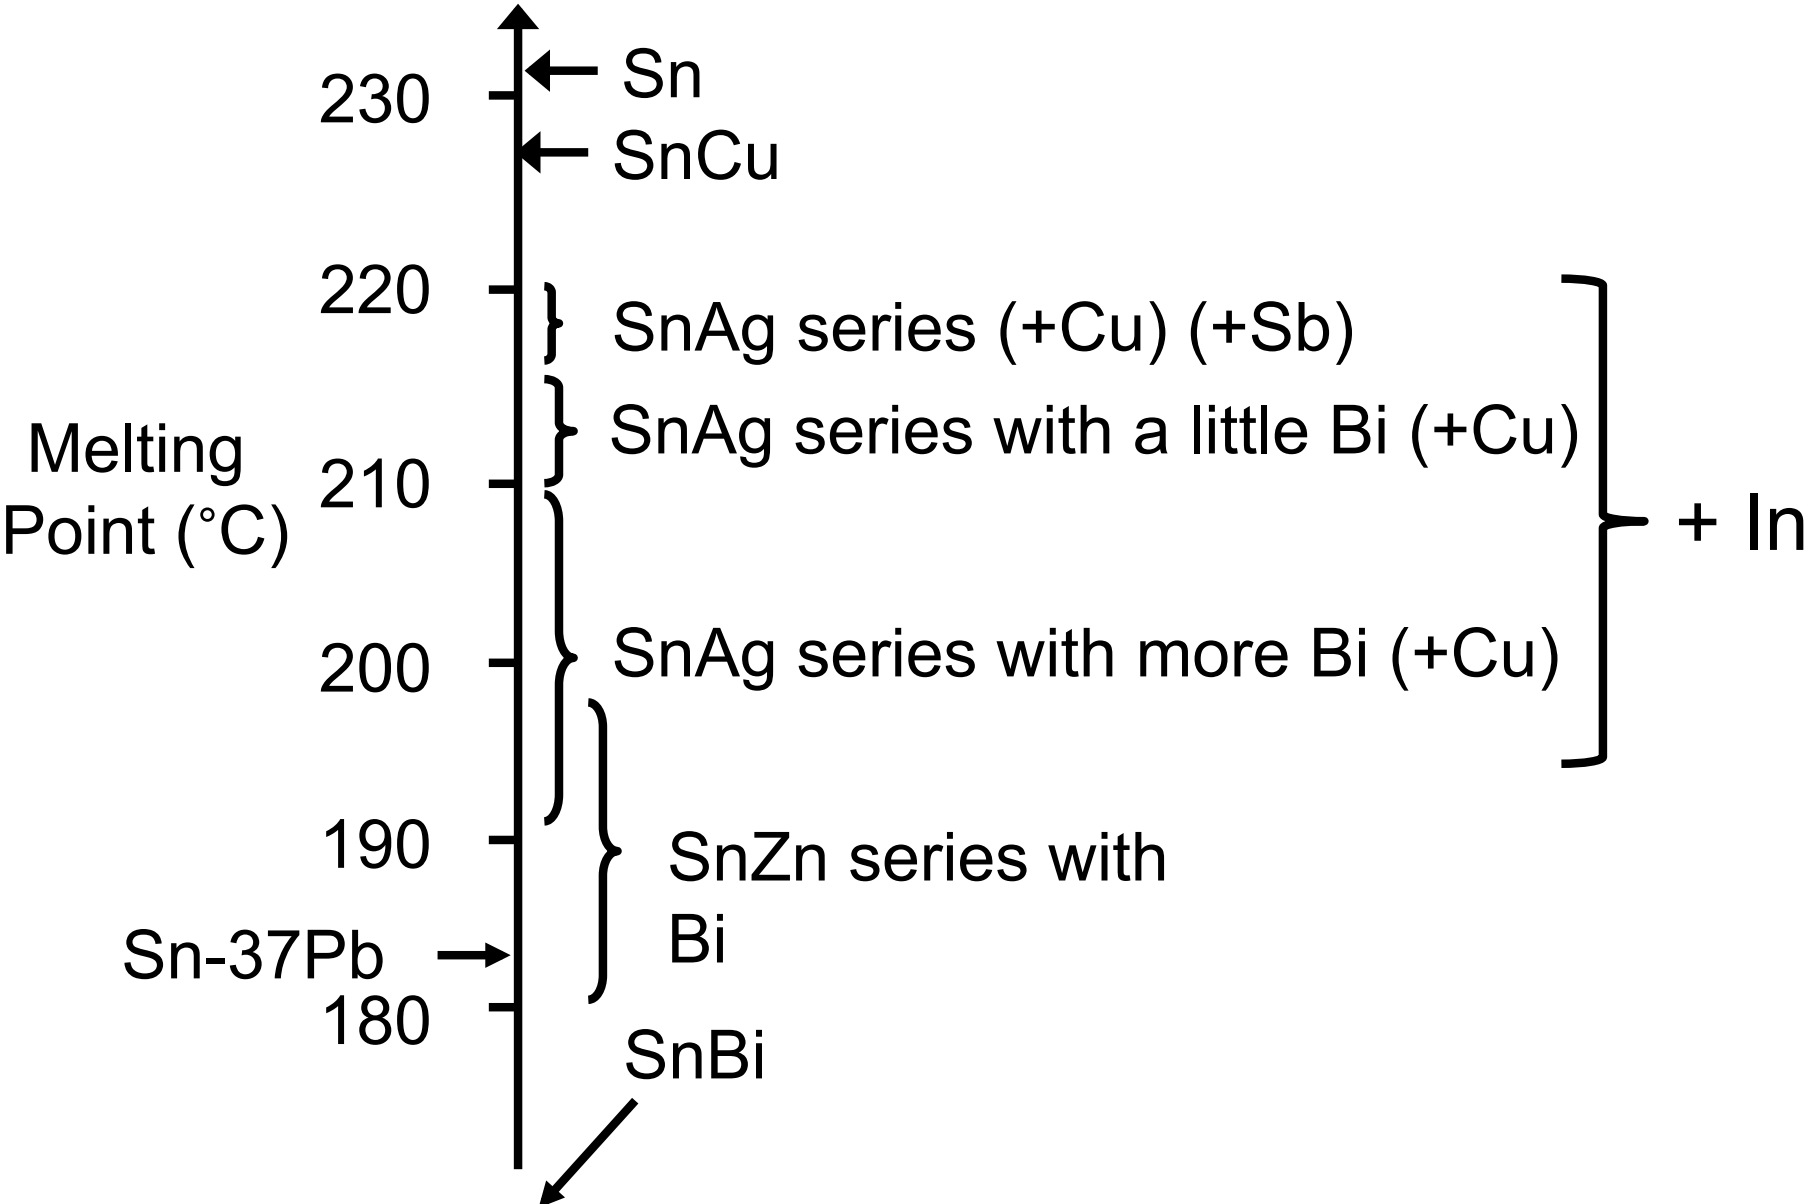 Sn
230
SnCu
220
SnAg series (+Cu) (+Sb)
SnAg series with a little Bi (+Cu)
Melting
Point (°C)
210
+ In
200
SnAg series with more Bi (+Cu)
190
SnZn series with
Bi
Sn-37Pb
180
SnBi